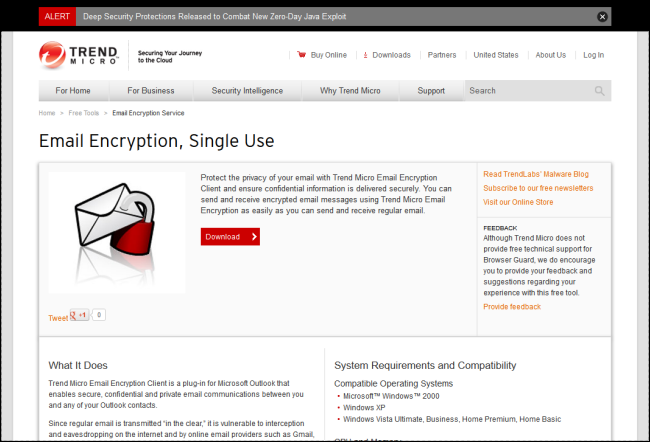 ALERT Deep Security Protections Released to Combat New Zero-Day Java Exploit
TREND MICRO™ Securing Your Journey to the Cloud
Buy Online Downloads Partners United States About Us Log In
For Home For Business Security Intelligence Why Trend Micro Support Search
Home > Free Tools > Email Encryption Service
Email Encryption, Single Use
Protect the privacy of your email with Trend Micro Email Encryption
Client and ensure confidential information is delivered securely. You can
send and receive encrypted email messages using Trend Micro Email
Encryption as easily as you can send and receive regular email.
Download
Tweet +1 0
Read TrendLabs' Malware Blog
Subscribe to our free newsletters
Visit our Online Store
FEEDBACK
Although Trend Micro does not
provide free technical support for
Browser Guard, we do encourage
you to provide your feedback and
suggestions regarding your
experience with this free tool.
Provide feedback
What It Does
Trend Micro Email Encryption Client is a plug-in for Microsoft Outlook that
enables secure, confidential and private email communications between you
and any of your Outlook contacts.
Since regular email is transmitted "in the clear," it is vulnerable to interception
and eavesdropping on the internet and by online email providers such as Gmail,
System Requirements and Compatibility
Compatible Operating Systems
• Microsoft™ Windows™ 2000
• Windows XP
• Windows Vista Ultimate, Business, Home Premium, Home Basic